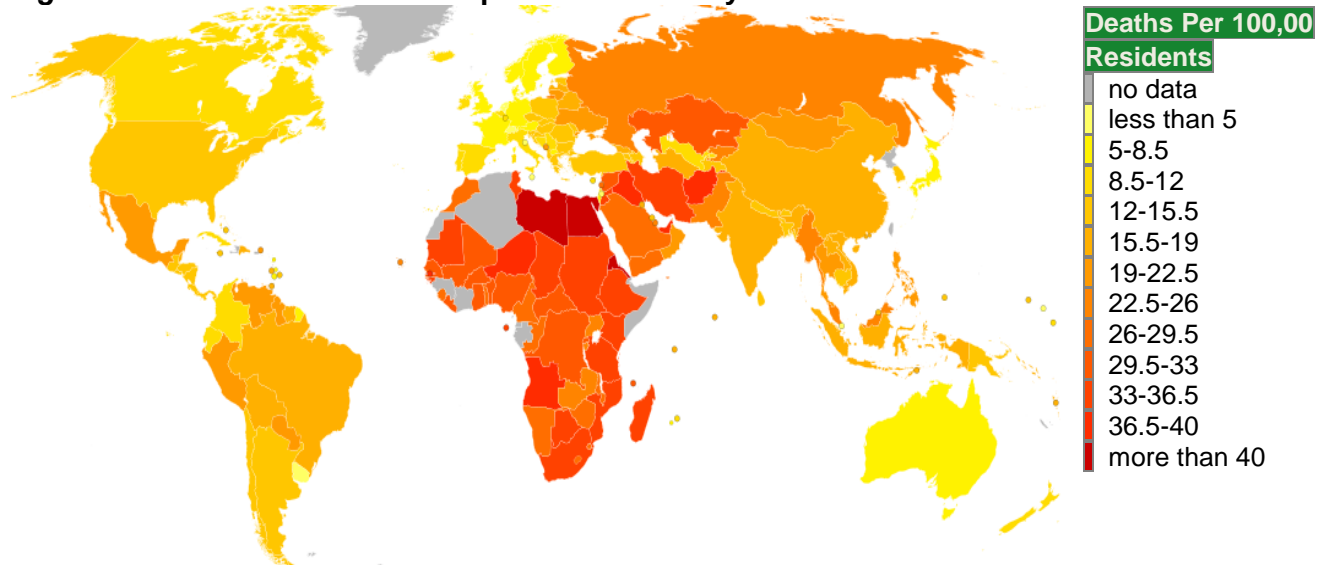 Deaths Per 100,00
Residents
no data
less than 5
5-8.5
8.5-12
12-15.5
15.5-19
19-22.5
22.5-26
26-29.5
29.5-33
33-36.5
36.5-40
more than 40